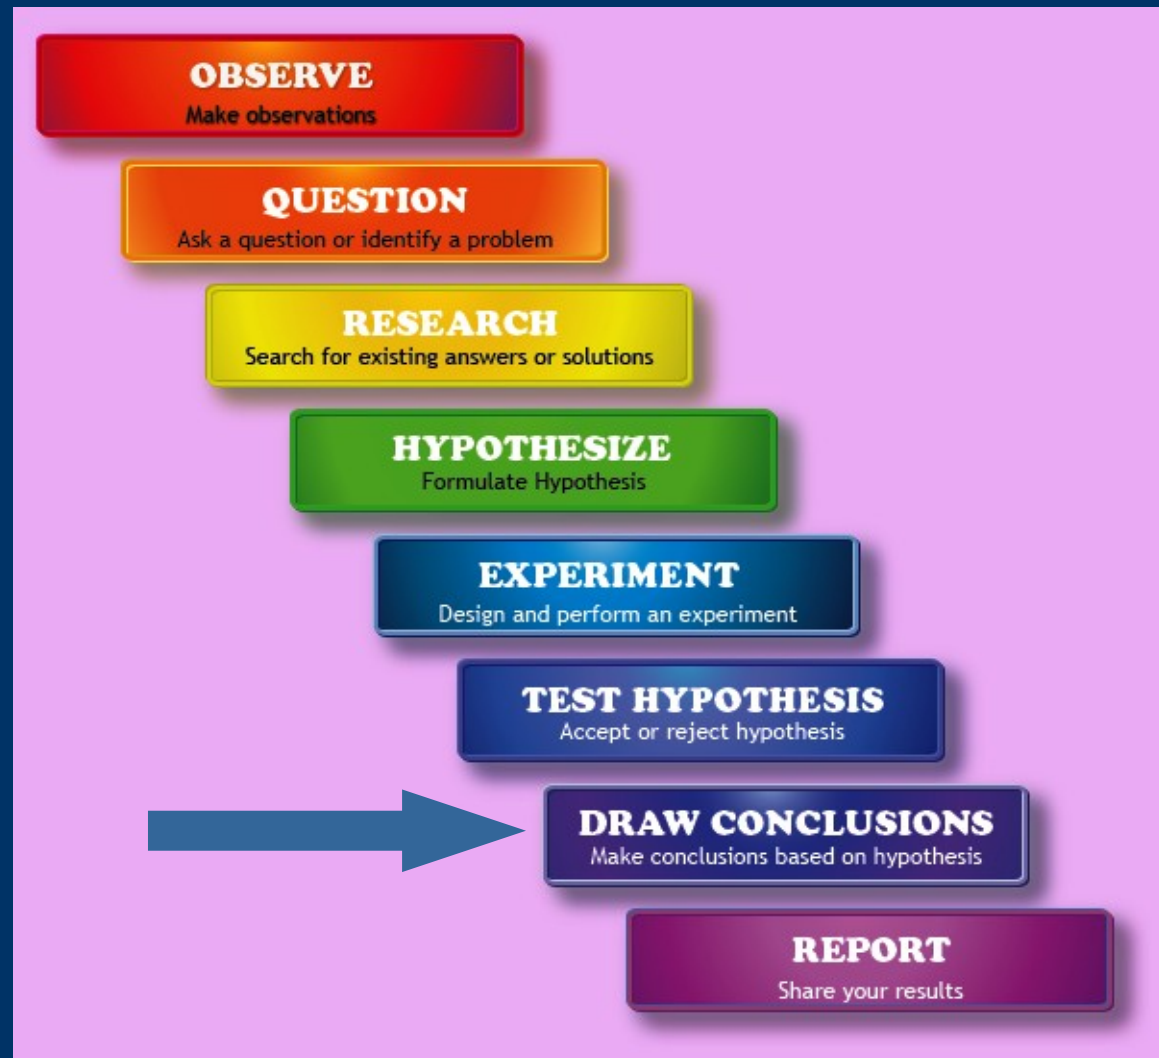 OBSERVE
Make observations
QUESTION
Ask a question or identify a problem
RESEARCH
Search for existing answers or solutions
HYPOTHESIZE
Formulate Hypothesis
EXPERIMENT
Design and perform an experiment
TEST HYPOTHESIS
Accept or reject hypothesis
DRAW CONCLUSIONS
Make conclusions based on hypothesis
REPORT
Share your results